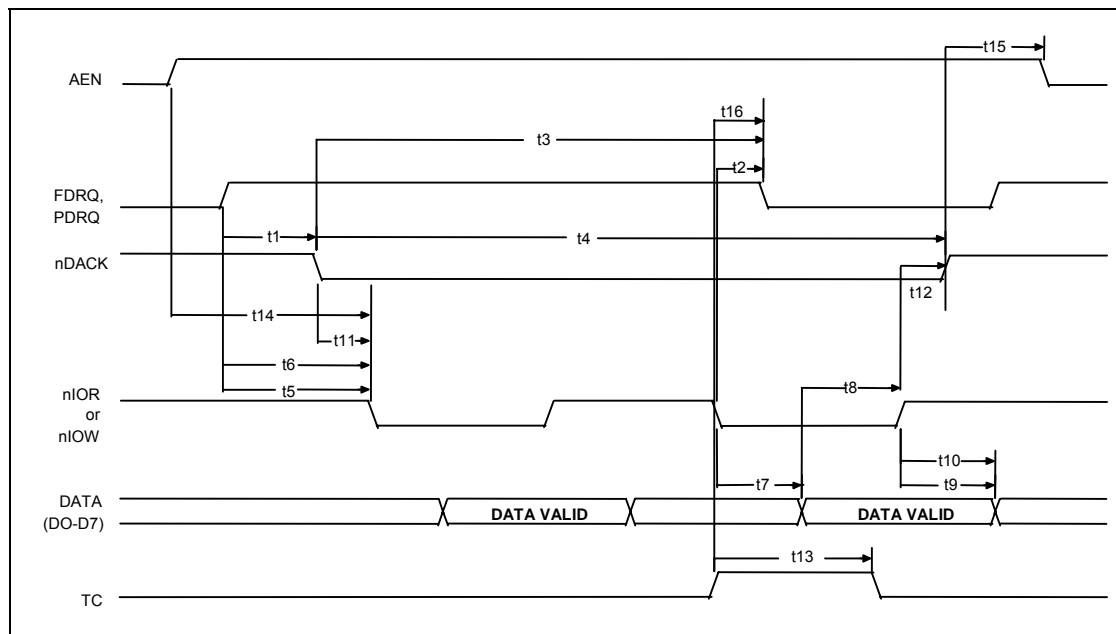 t15
AEN
t16
t3
t2
FDRQ,
PDRQ
t1
t4
nDACK
t12
t14
t11
t6
t5
t8
nIOR
or
nIOW
t10
t7
t9
DATA
(DO-D7)
DATA VALID
DATA VALID
t13
TC